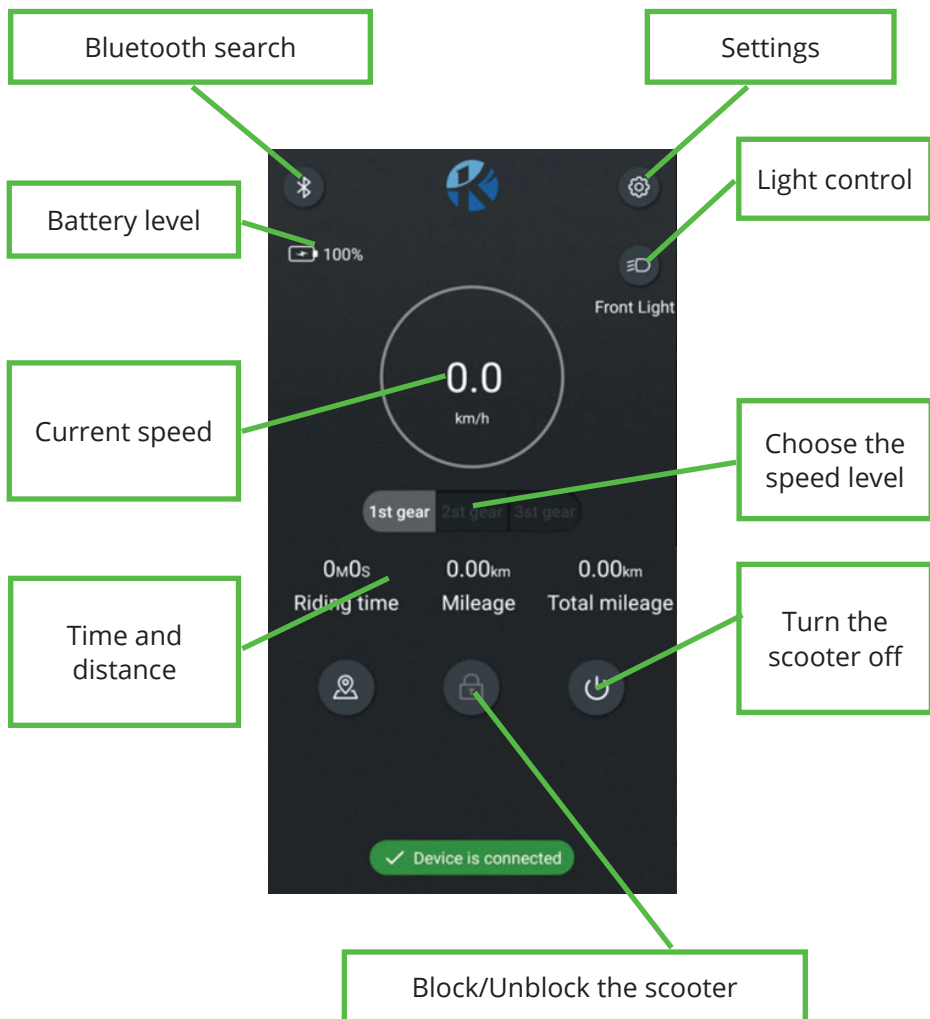 Bluetooth search
Settings
Light control
Battery level
100%
Front Light
0.0
km/h
Current speed
Choose the
speed level
1st gear 2st gear 3st gear
0M0s 0.00km 0.00km
Riding time Mileage Total mileage
Time and
distance
Turn the
scooter off
Device is connected
Block/Unblock the scooter